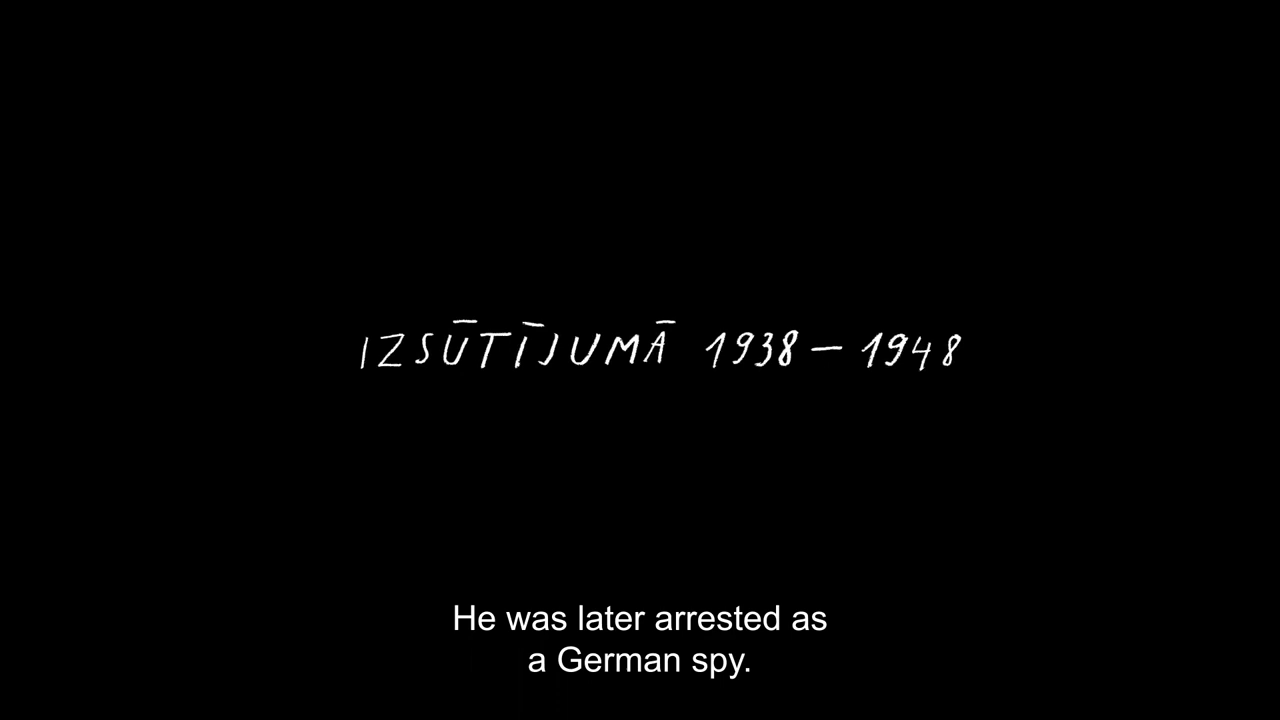 IZSŪTĪJUMĀ 1938 – 1948
He was later arrested as
a German spy.